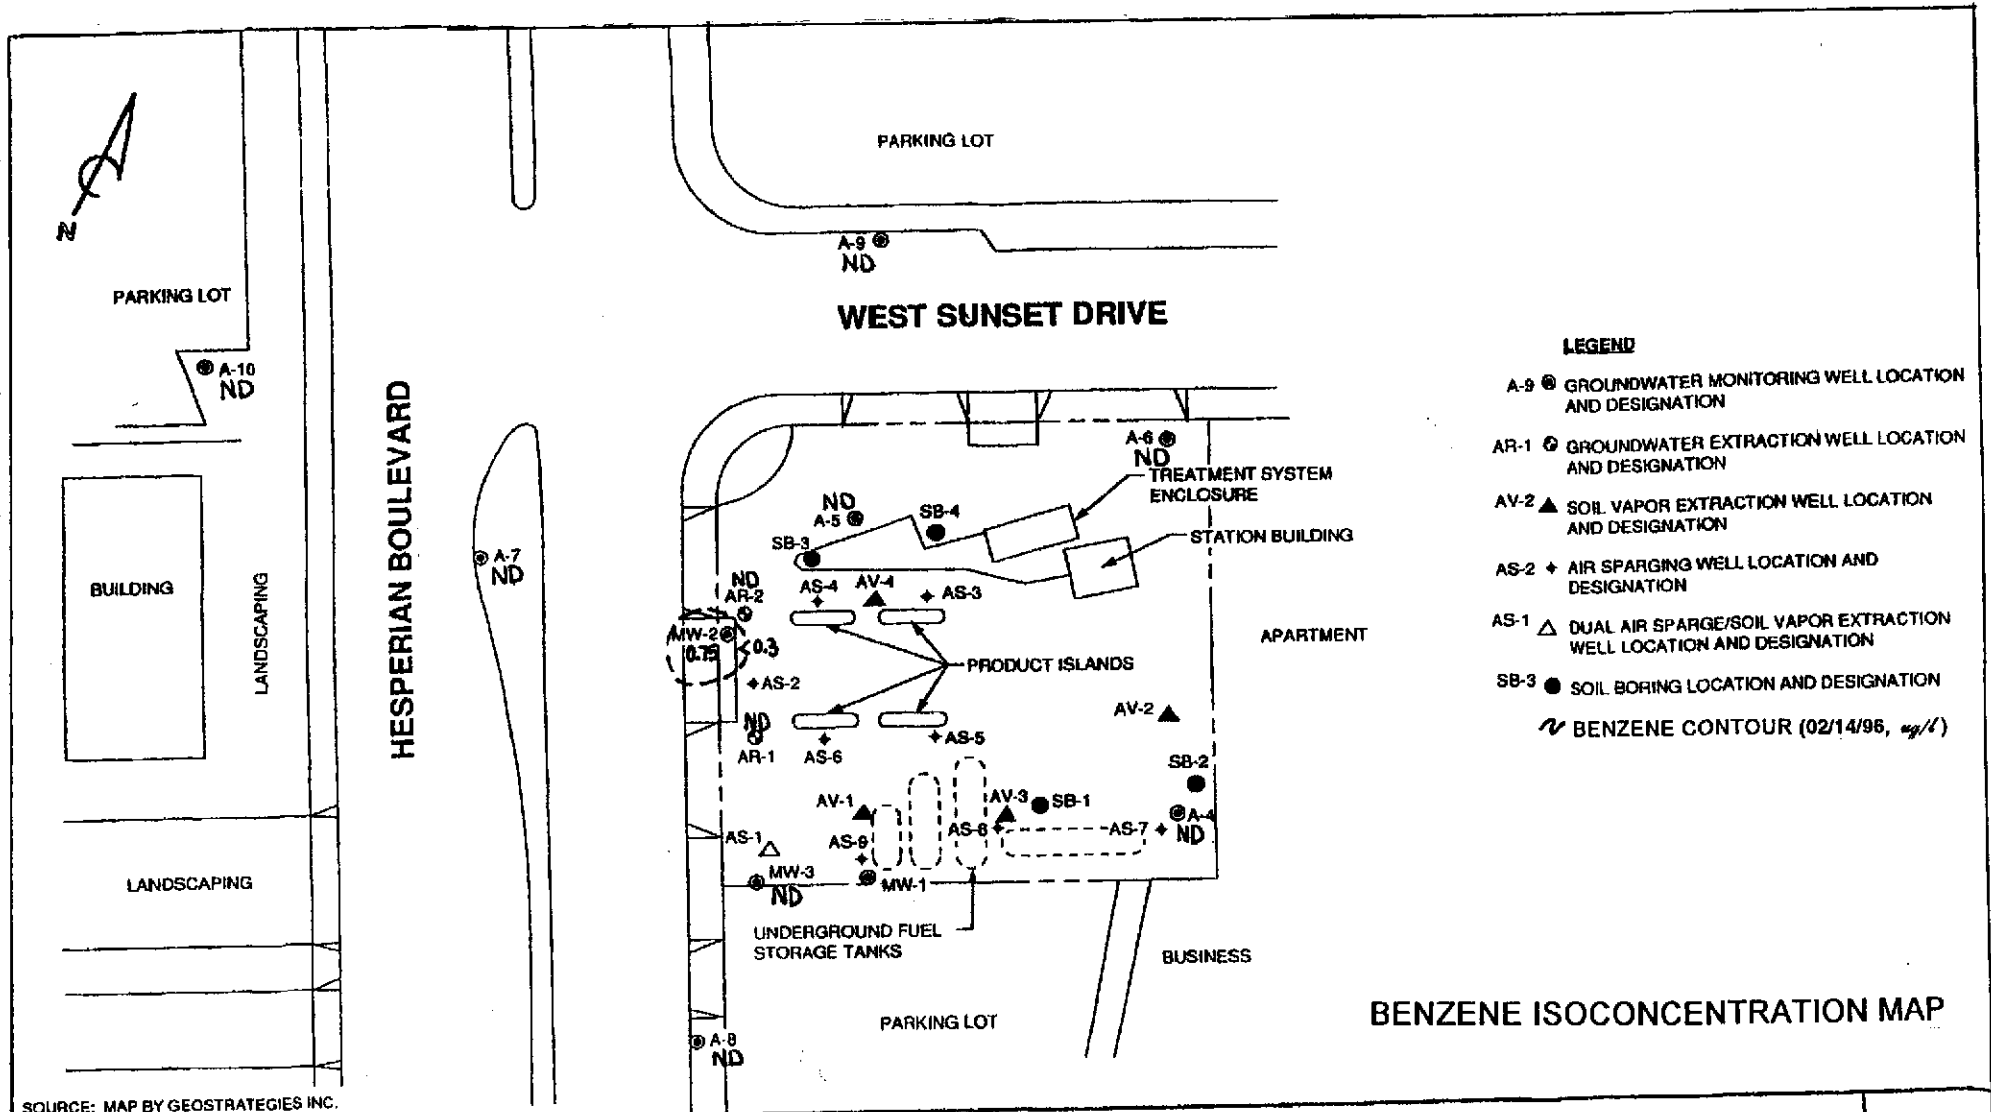 PARKING LOT
N
A-9
ND
PARKING LOT
WEST SUNSET DRIVE
A-10
ND
HESPERIAN BOULEVARD
LEGEND
A-9 GROUNDWATER MONITORING WELL LOCATION
AND DESIGNATION
AR-1 GROUNDWATER EXTRACTION WELL LOCATION
AND DESIGNATION
AV-2 SOIL VAPOR EXTRACTION WELL LOCATION
AND DESIGNATION
AS-2 AIR SPARGING WELL LOCATION AND
DESIGNATION
AS-1 DUAL AIR SPARGE/SOIL VAPOR EXTRACTION
WELL LOCATION AND DESIGNATION
SB-3 SOIL BORING LOCATION AND DESIGNATION
BENZENE CONTOUR (02/14/96, ug/l)
A-6
ND
TREATMENT SYSTEM
ENCLOSURE
ND
A-5
SB-4
STATION BUILDING
SB-3
A-7
ND
BUILDING
LANDSCAPING
ND
AR-2
AS-4
AV-4
AS-3
MW-2
0.75
0.3
APARTMENT
PRODUCT ISLANDS
AS-2
AV-2
ND
AR-1
AS-6
AS-5
SB-2
AV-1
AV-3
SB-1
A-4
ND
AS-8
AS-7
AS-1
AS-9
MW-3
ND
MW-1
LANDSCAPING
UNDERGROUND FUEL
STORAGE TANKS
BUSINESS
PARKING LOT
BENZENE ISOCONCENTRATION MAP
A-8
ND
SOURCE: MAP BY GEOSTRATEGIES INC.